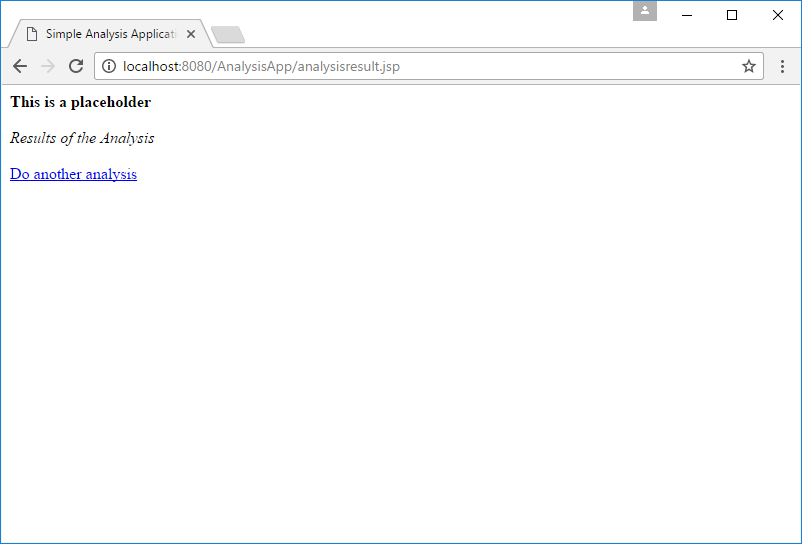 Simple Analysis Applicati
localhost:8080/AnalysisApp/analysisresult.jsp
This is a placeholder
Results of the Analysis
Do another analysis